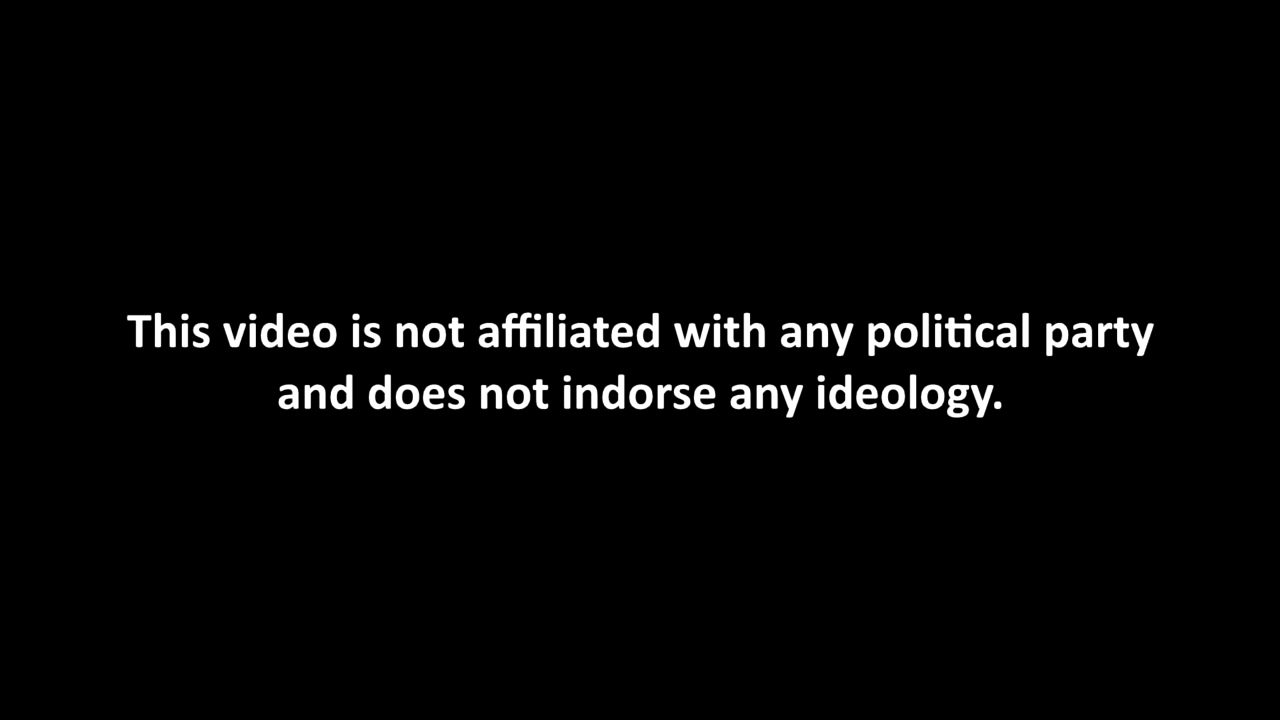 This video is not affiliated with any political party
and does not indorse any ideology.